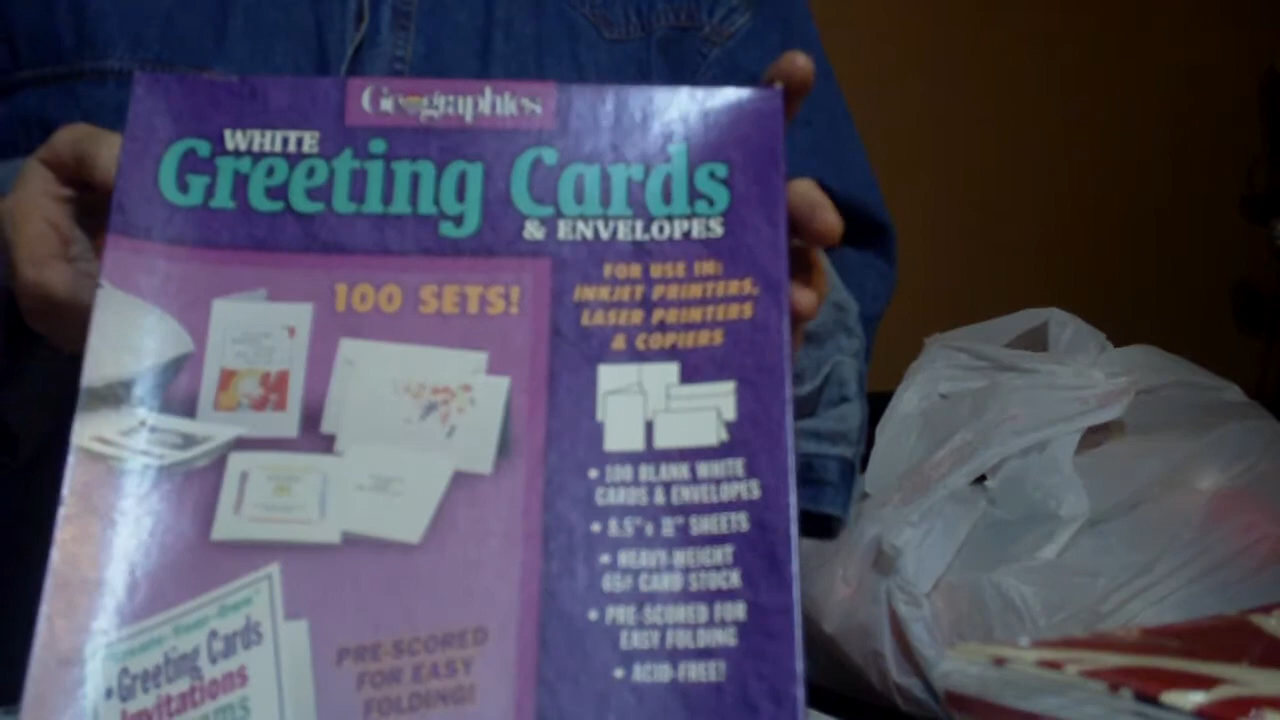 Geographics
WHITE
Greeting Cards
& ENVELOPES
100 SETS!
FOR USE IN:
INKJET PRINTERS,
LASER PRINTERS
& COPIERS
• 100 BLANK WHITE
CARDS & ENVELOPES
• 8.5" x 11" SHEETS
• HEAVY-WEIGHT
65# CARD STOCK
• PRE-SCORED FOR
EASY FOLDING
• ACID-FREE!
PRE-SCORED
FOR EASY
FOLDING!
• Greeting Cards
Invitations